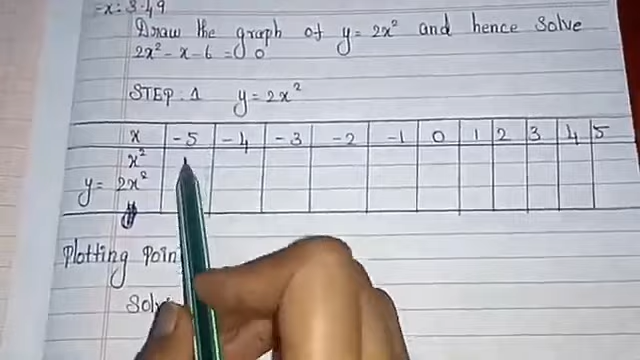 -x = 3.49
Draw the graph of y = 2x² and hence Solve
2x² - x - 6 = 0
STEP : 1 y = 2x²
x -5 -4 -3 -2 -1 0 1 2 3 4 5
x²
y = 2x²
Plotting Poin
Sol